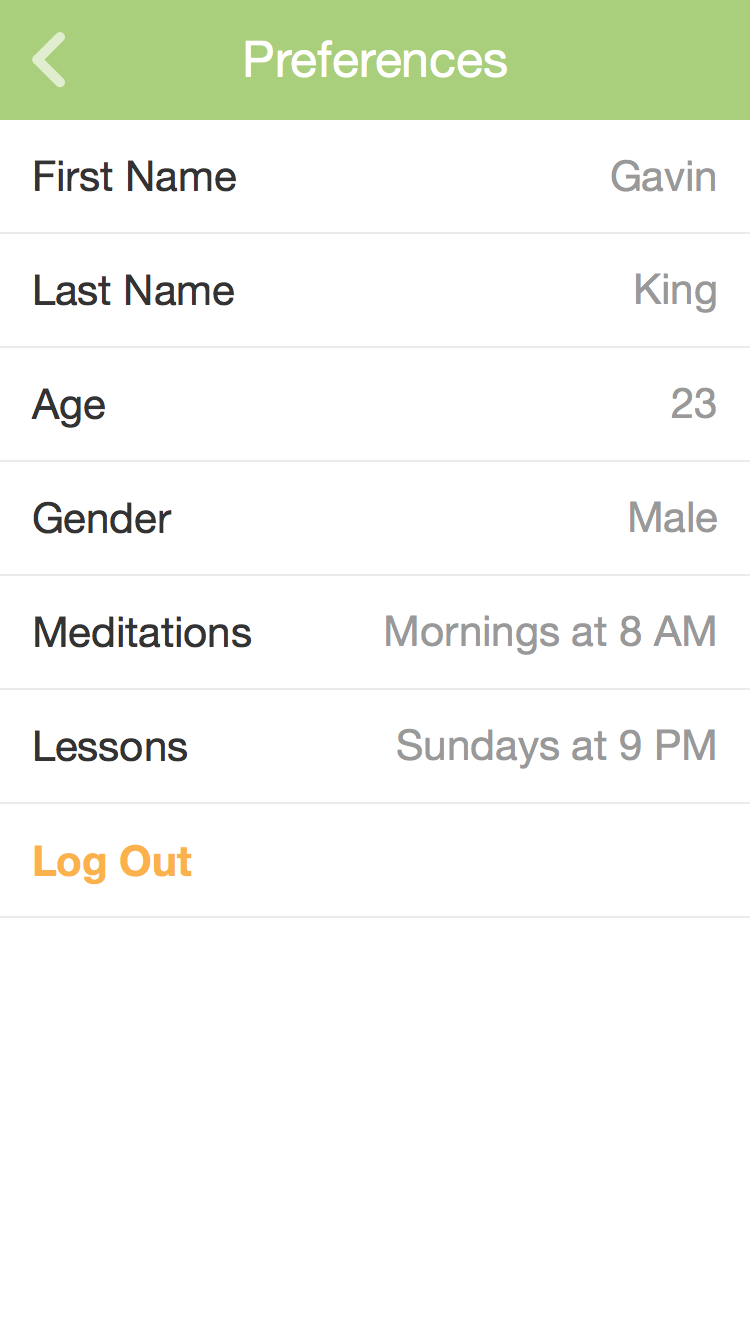 Preferences
First Name Gavin
Last Name King
Age 23
Gender Male
Meditations Mornings at 8 AM
Lessons Sundays at 9 PM
Log Out